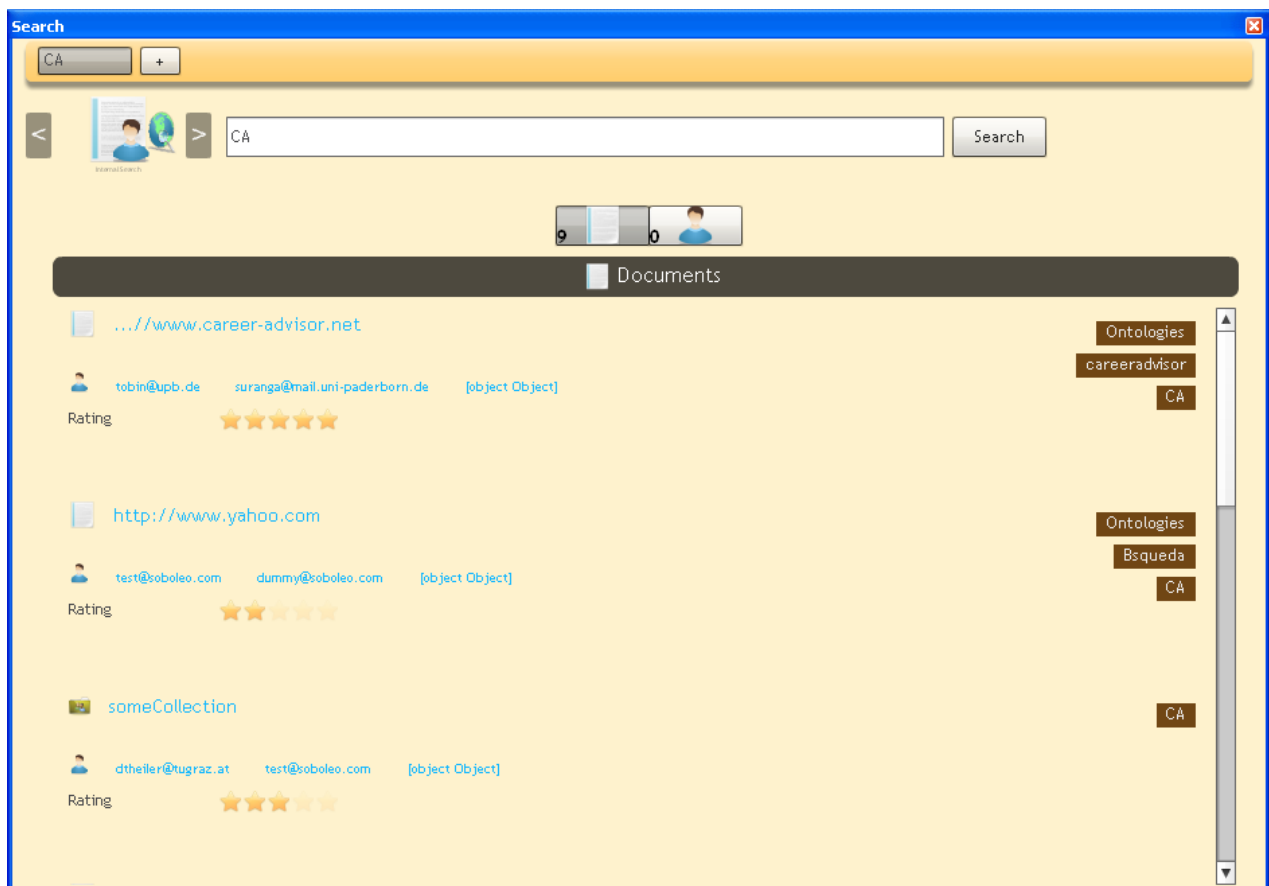 Search
CA +
< > CA Search
Internal Search
9 0
Documents
...//www.career-advisor.net
Ontologies
careeradvisor
tobin@upb.de suranga@mail.uni-paderborn.de [object Object]
CA
Rating
http://www.yahoo.com
Ontologies
Bsqueda
test@soboleo.com dummy@soboleo.com [object Object]
CA
Rating
someCollection
CA
dtheiler@tugraz.at test@soboleo.com [object Object]
Rating